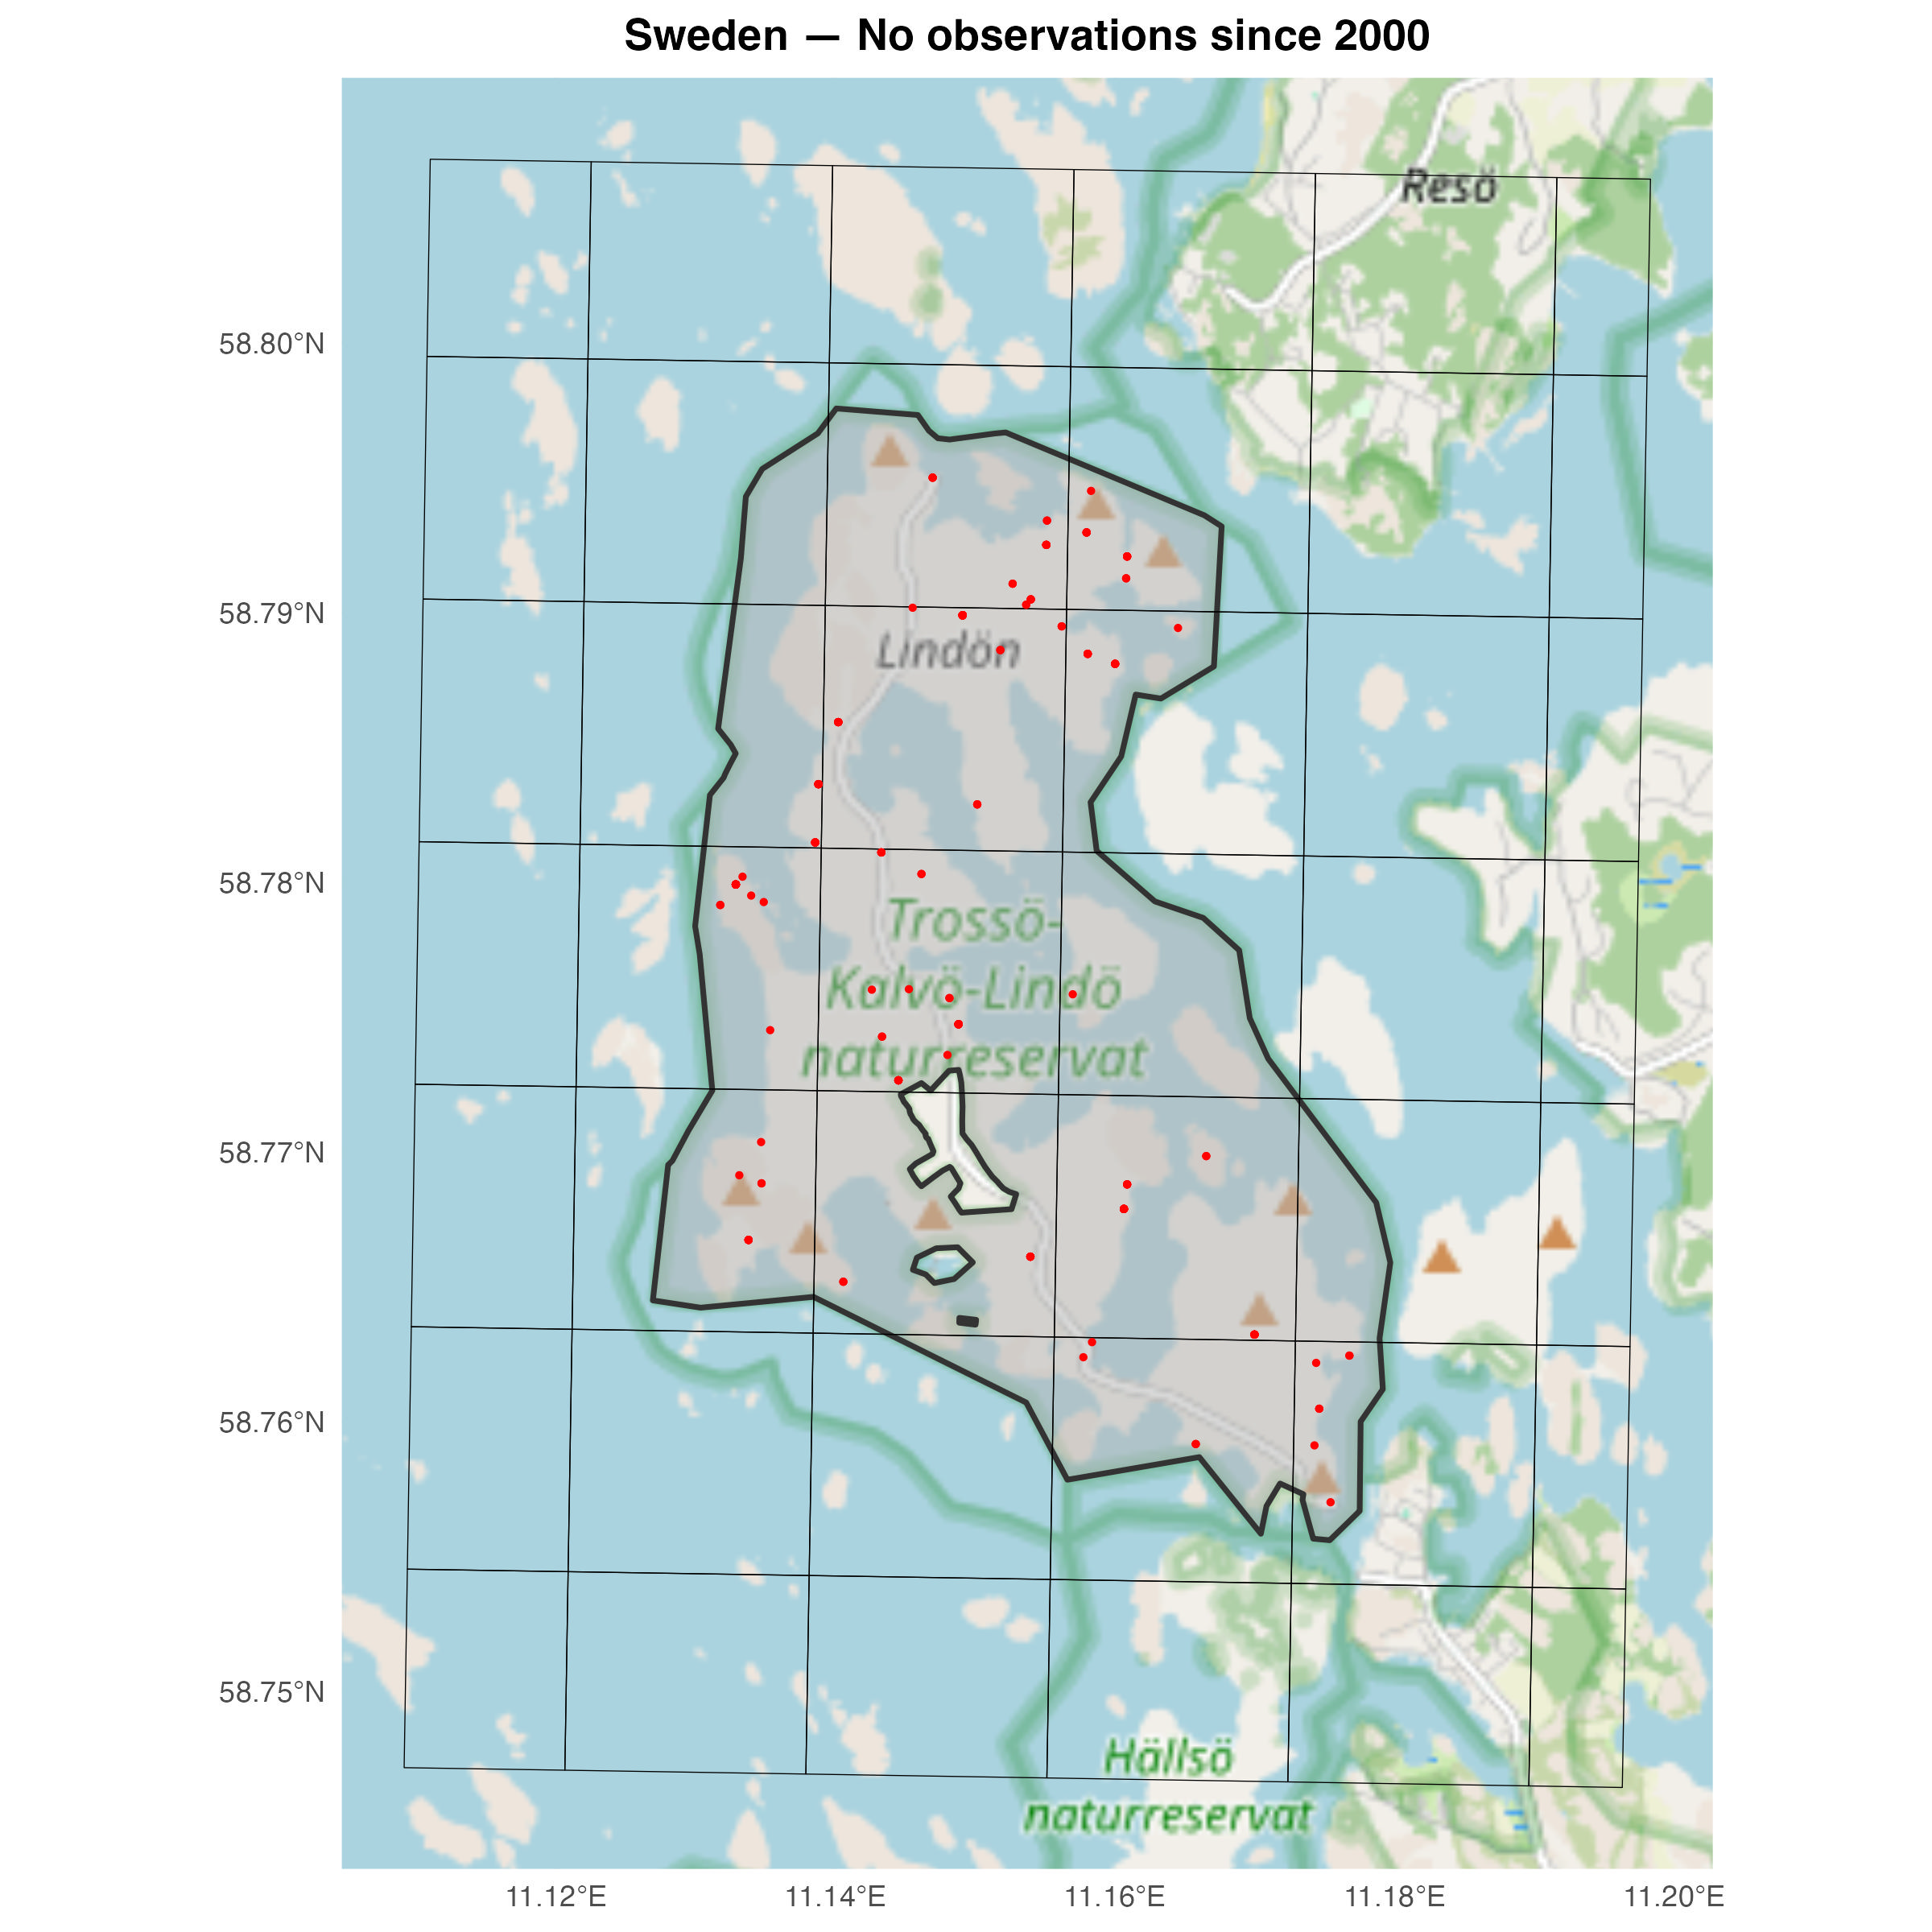 Sweden — No observations since 2000
Resö
58.80°N
58.79°N
Lindön
58.78°N
Trossö-
Kalvö-Lindö
naturreservat
58.77°N
58.76°N
58.75°N
Hällsö
naturreservat
11.12°E 11.14°E 11.16°E 11.18°E 11.20°E